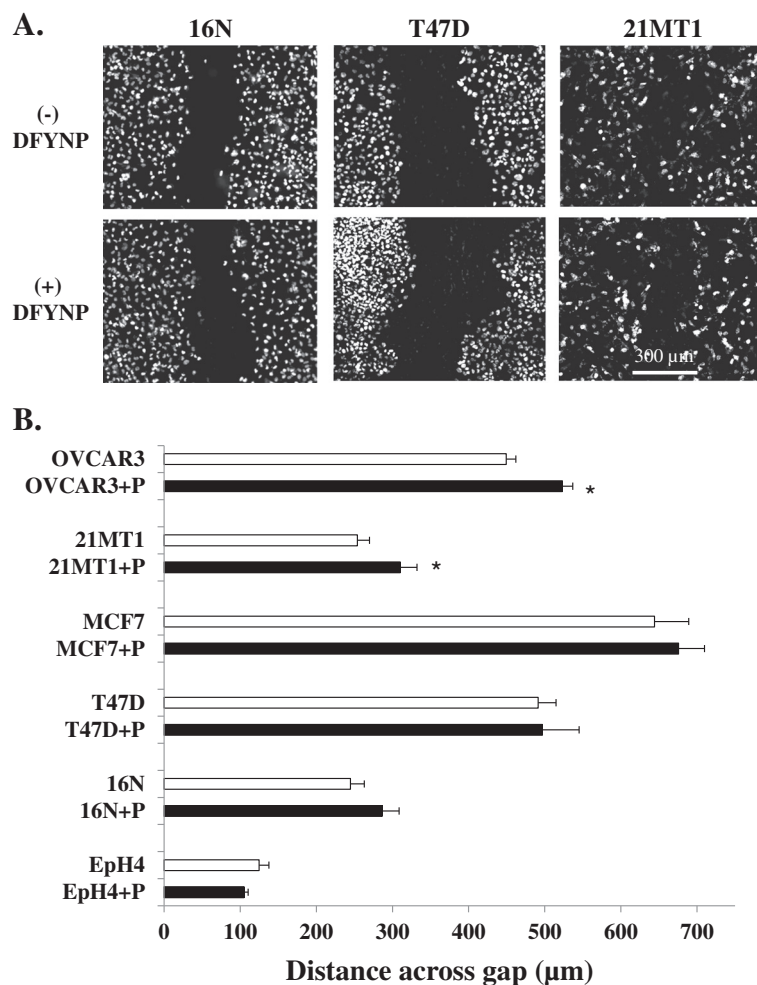 A.
16N T47D 21MT1
(-)
DFYNP
(+)
DFYNP
300 µm
B.
OVCAR3
OVCAR3+P
*
21MT1
21MT1+P
*
MCF7
MCF7+P
T47D
T47D+P
16N
16N+P
EpH4
EpH4+P
0 100 200 300 400 500 600 700
Distance across gap (µm)